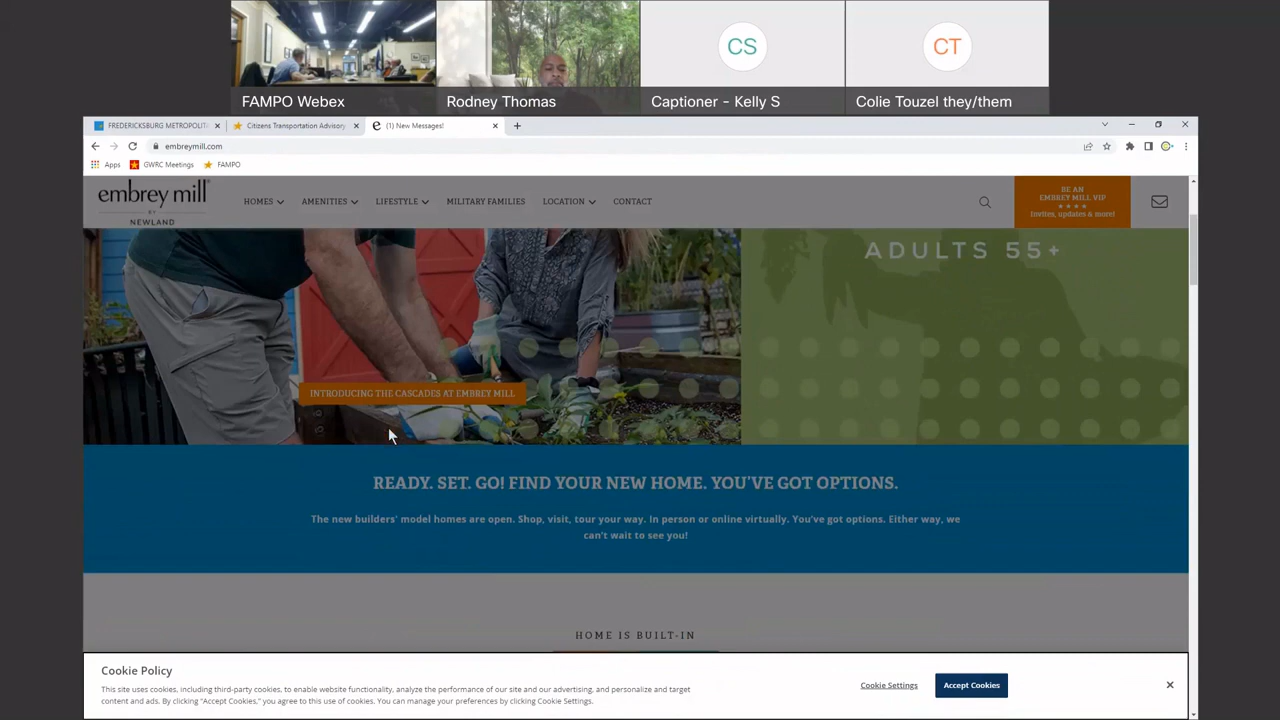 CS
CT
FAMPO Webex
Rodney Thomas
Captioner - Kelly S
Colie Touzel they/them
FREDERICKSBURG METROPOLIT
Citizens Transportation Advisory
(1) New Messages!
embreymill.com
Apps
GWRC Meetings
FAMPO
embrey mill
BY
NEWLAND
HOMES
AMENITIES
LIFESTYLE
MILITARY FAMILIES
LOCATION
CONTACT
BE AN
EMBREY MILL VIP
Invites, updates & more!
ADULTS 55+
INTRODUCING THE CASCADES AT EMBREY MILL
READY. SET. GO! FIND YOUR NEW HOME. YOU'VE GOT OPTIONS.
The new builders' model homes are open. Shop, visit, tour your way. In person or online virtually. You've got options. Either way, we
can't wait to see you!
HOME IS BUILT-IN
Cookie Policy
This site uses cookies, including third-party cookies, to enable website functionality, analyze the performance of our site and our advertising, and personalize and target
content and ads. By clicking "Accept Cookies," you agree to this use of cookies. You can manage your preferences by clicking Cookie Settings.
Cookie Settings
Accept Cookies